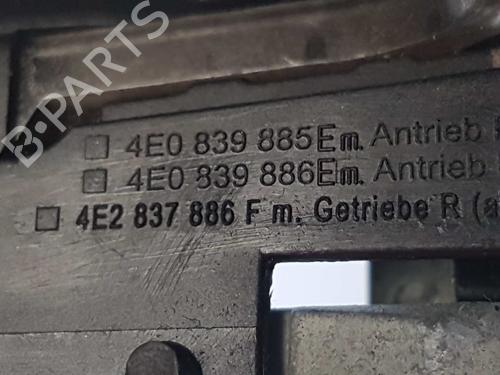 B-PARTS
4E0 839 885 E m. Antrieb
4E0 839 886 E m. Antrieb
4E2 837 886 F m. Getriebe R (a